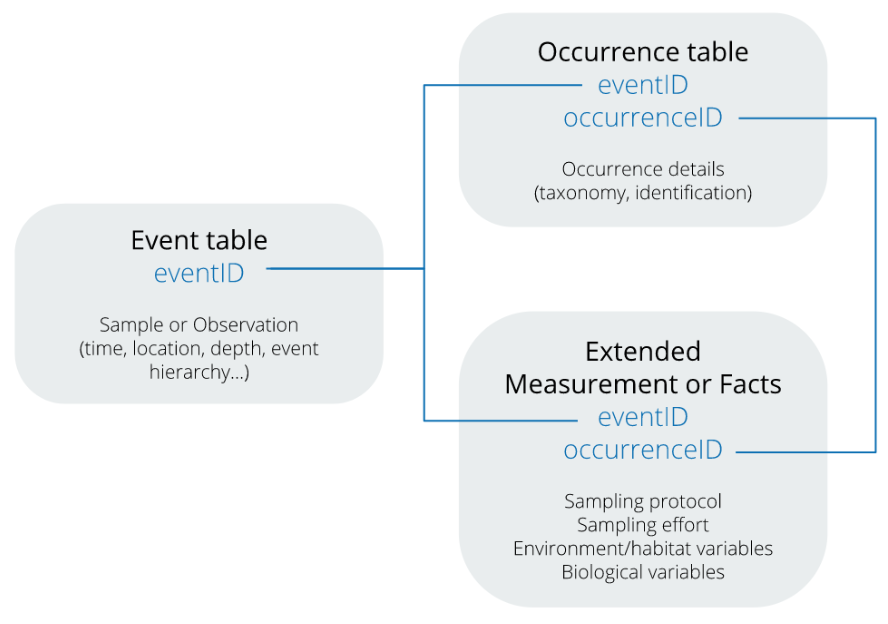 Occurrence table
eventID
occurrenceID
Occurrence details
(taxonomy, identification)
Event table
eventID
Sample or Observation
(time, location, depth, event
hierarchy...)
Extended
Measurement or Facts
eventID
occurrenceID
Sampling protocol
Sampling effort
Environment/habitat variables
Biological variables